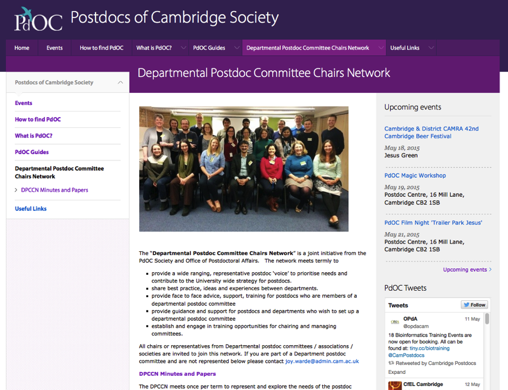 PdOC Postdocs of Cambridge Society
Home Events How to find PdOC What is PdOC? PdOC Guides Departmental Postdoc Committee Chairs Network Useful Links
Postdocs of Cambridge Society
Events
How to find PdOC
What is PdOC?
PdOC Guides
Departmental Postdoc Committee
Chairs Network
DPCCN Minutes and Papers
Useful Links
Departmental Postdoc Committee Chairs Network
The "Departmental Postdoc Committee Chairs Network" is a joint initiative from the
PdOC Society and Office of Postdoctoral Affairs. The network meets termly to
• provide a wide ranging, representative postdoc 'voice' to prioritise needs and
contribute to the University wide strategy for postdocs.
• share best practice, ideas and experiences between departments.
• provide face to face advice, support, training for postdocs who are members of a
departmental postdoc committee
• provide guidance and support for postdocs and departments who wish to set up a
departmental postdoc committee
• establish and engage in training opportunities for chairing and managing
committees.
All chairs or representatives from Departmental postdoc committees / associations /
societies are invited to join this network. If you are part of a Department postdoc
committee and are not represented below please contact joy.warde@admin.cam.ac.uk
DPCCN Minutes and Papers
The DPCCN meets once per term to represent and explore the needs of the postdoc
Upcoming events
Cambridge & District CAMRA 42nd
Cambridge Beer Festival
May 18, 2015
Jesus Green
PdOC Magic Workshop
May 19, 2015
Postdoc Centre, 16 Mill Lane,
Cambridge CB2 1SB
PdOC Film Night 'Trailer Park Jesus'
May 21, 2015
Postdoc Centre, 16 Mill Lane,
Cambridge CB2 1SB
Upcoming events
PdOC Tweets
Tweets Follow
OPdA 11 May
@opdacam
18 Bioinformatics Training Events are
now open for booking. All can be
found at: tiny.cc/biotraining
@CamPostdocs
Retweeted by Cambridge Postdocs
Expand
CfEL Cambridge 12 May